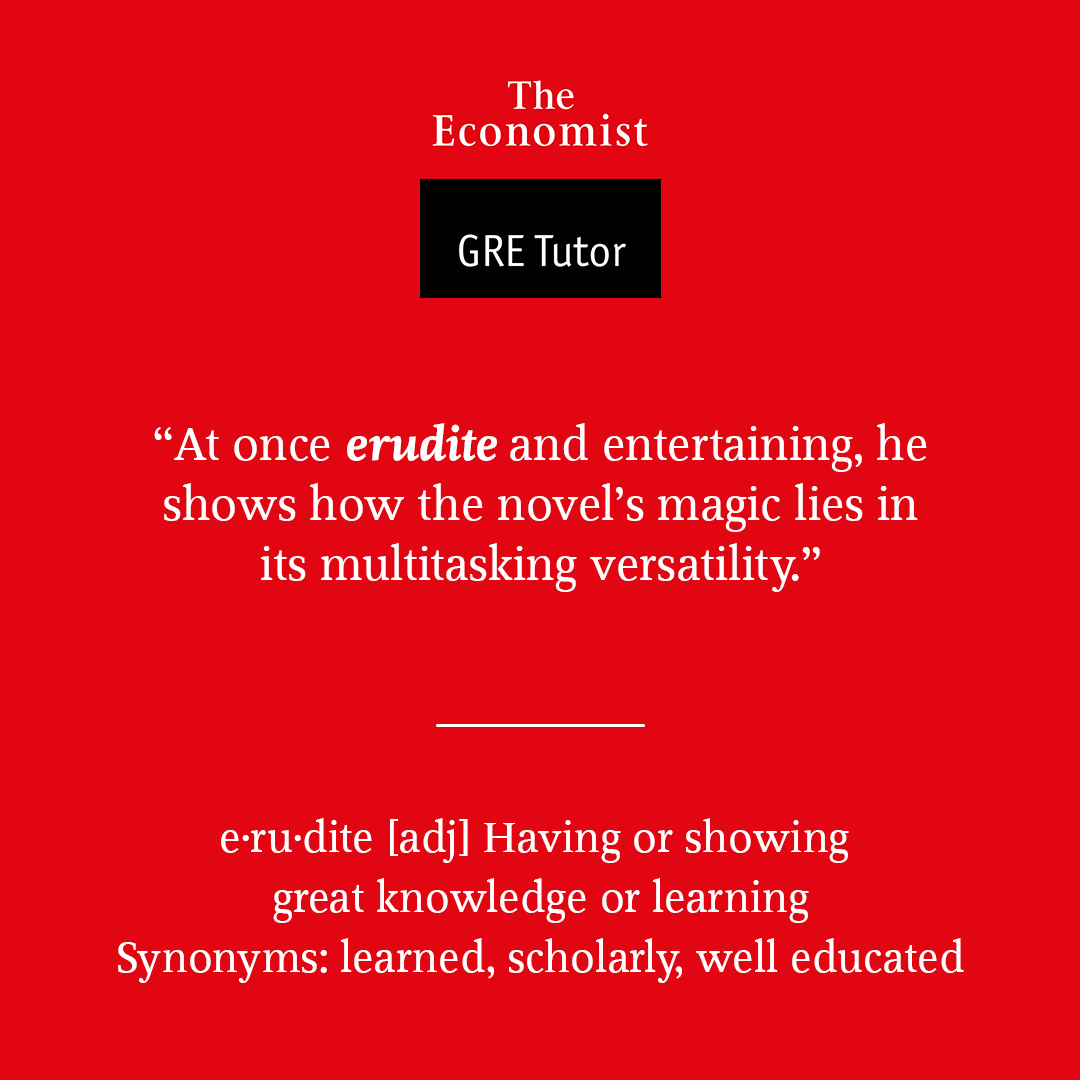 The
Economist
GRE Tutor
“At once erudite and entertaining, he
shows how the novel’s magic lies in
its multitasking versatility.”
e·ru·dite [adj] Having or showing
great knowledge or learning
Synonyms: learned, scholarly, well educated